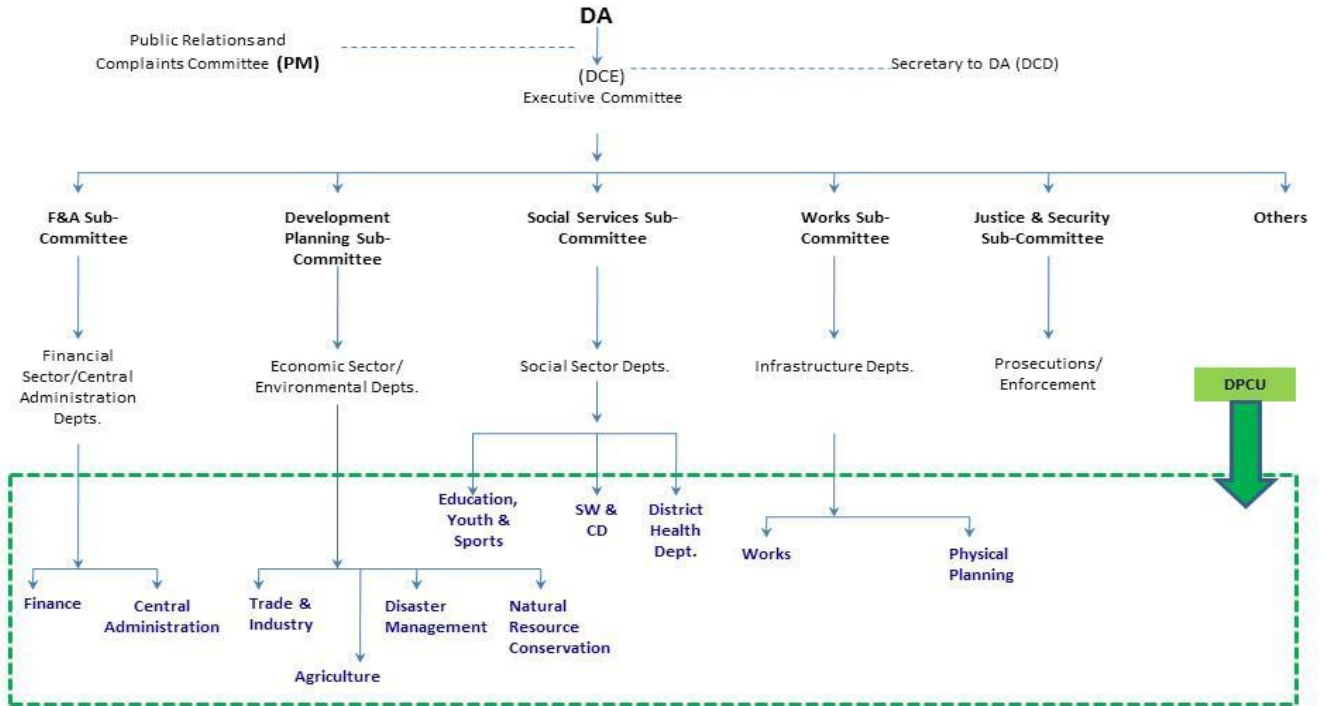 DA
Public Relations and
Complaints Committee (PM)
(DCE)
Executive Committee
Secretary to DA (DCD)
F&A Sub-
Committee
Development
Planning Sub-
Committee
Social Services Sub-
Committee
Works Sub-
Committee
Justice & Security
Sub-Committee
Others
Financial
Sector/Central
Administration
Depts.
Economic Sector/
Environmental Depts.
Social Sector Depts.
Infrastructure Depts.
Prosecutions/
Enforcement
DPCU
Education,
Youth &
Sports
SW &
CD
District
Health
Dept.
Works
Physical
Planning
Finance
Central
Administration
Trade &
Industry
Agriculture
Disaster
Management
Natural
Resource
Conservation